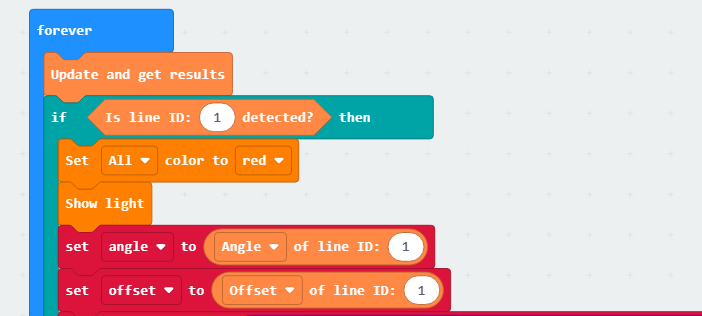 forever
Update and get results
if Is line ID: 1 detected? then
Set All color to red
Show light
set angle to Angle of line ID: 1
set offset to Offset of line ID: 1